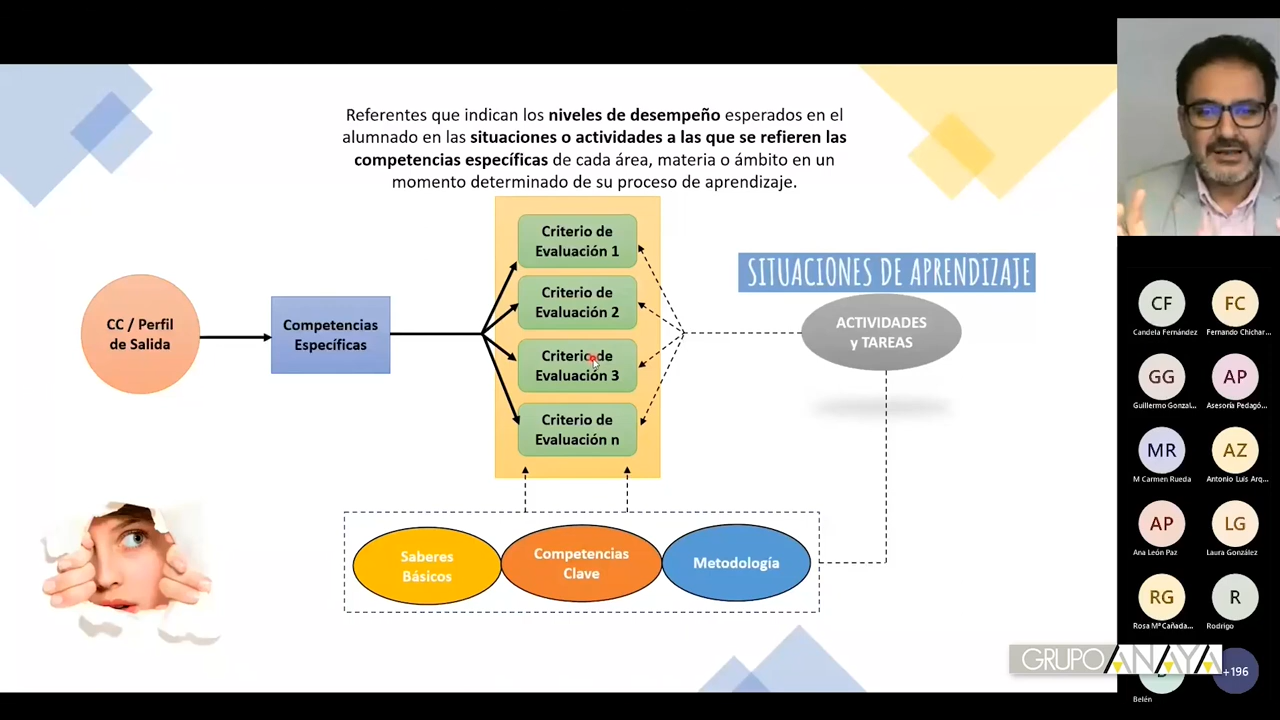 Referentes que indican los niveles de desempeño esperados en el
alumnado en las situaciones o actividades a las que se refieren las
competencias específicas de cada área, materia o ámbito en un
momento determinado de su proceso de aprendizaje.
CC / Perfil
de Salida
Competencias
Específicas
Criterio de
Evaluación 1
Criterio de
Evaluación 2
Criterio de
Evaluación 3
Criterio de
Evaluación n
SITUACIONES DE APRENDIZAJE
ACTIVIDADES
y TAREAS
Saberes
Básicos
Competencias
Clave
Metodología
CF
Candela Fernández
FC
Fernando Chichar...
GG
Guillermo Gonzal...
AP
Asesoría Pedagó...
MR
M Carmen Rueda
AZ
Antonio Luis Arq...
AP
Ana León Paz
LG
Laura González
RG
Rosa Mª Cañada...
R
Rodrigo
GRUPO ANAYA
+196
Belén